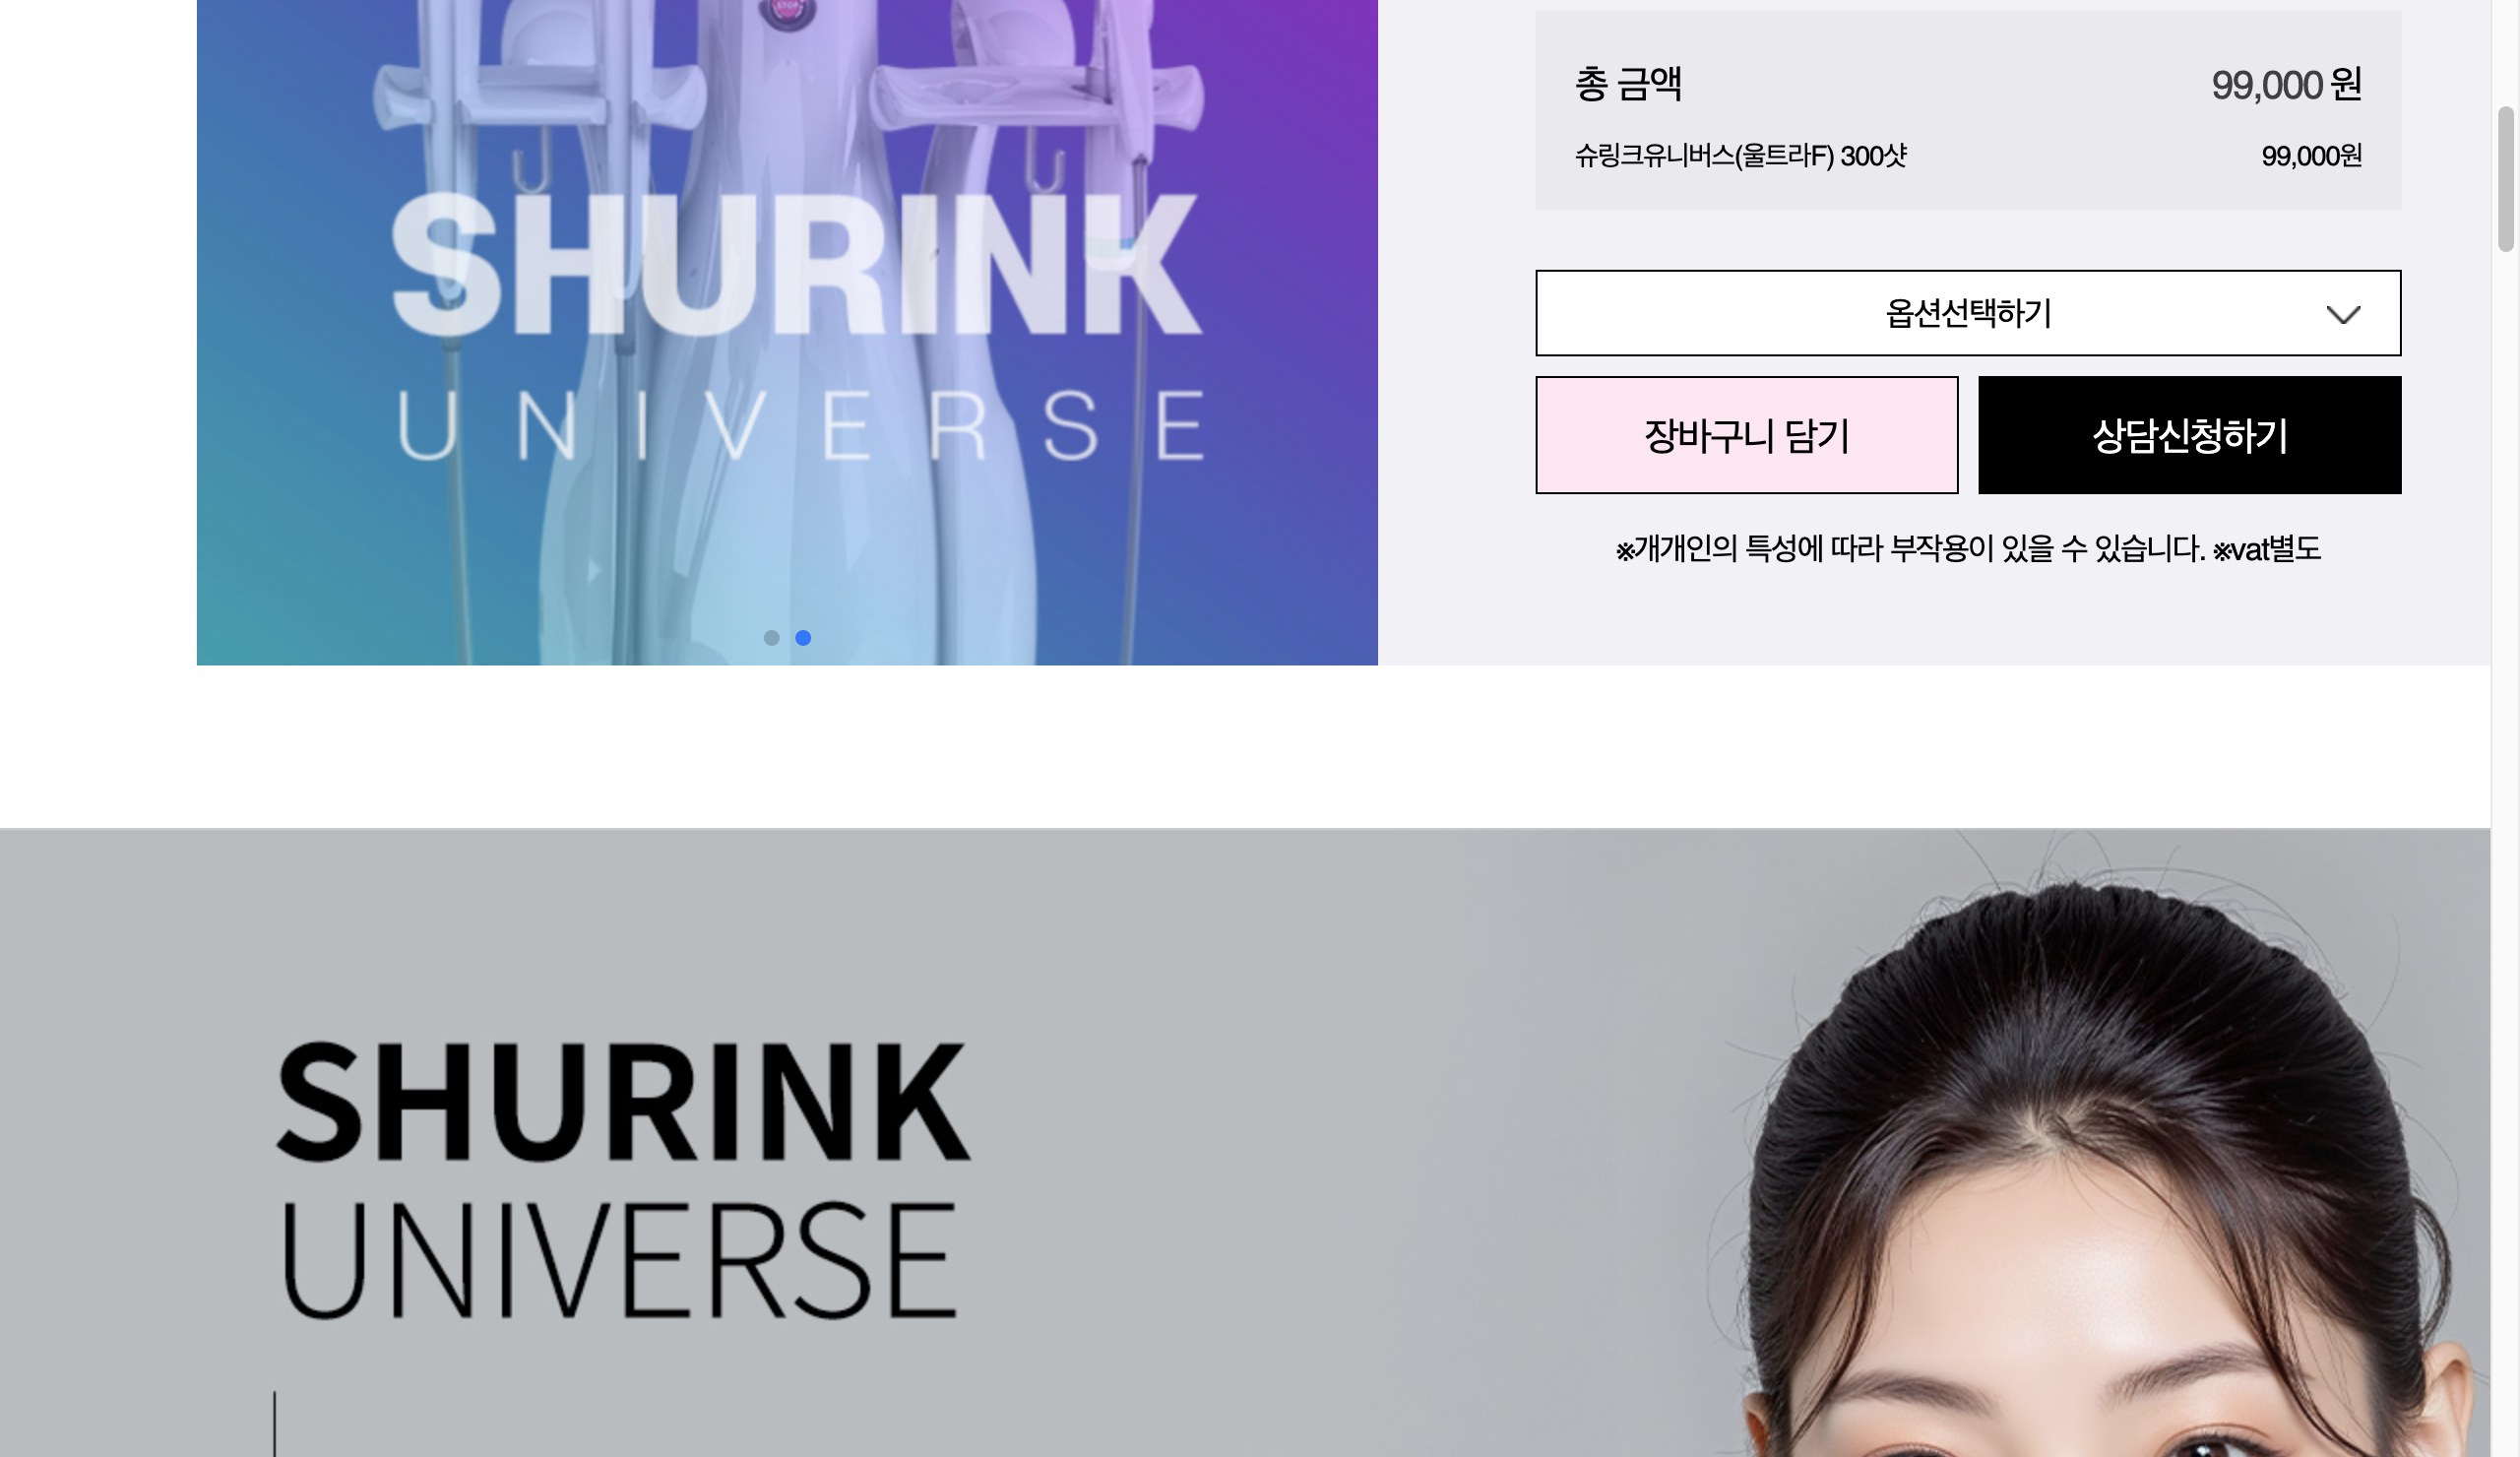 STOP
SHURINK
UNIVERSE
총 금액 99,000 원
슈링크유니버스(울트라F) 300샷 99,000원
옵션선택하기
장바구니 담기 상담신청하기
※개개인의 특성에 따라 부작용이 있을 수 있습니다. ※vat별도
SHURINK
UNIVERSE